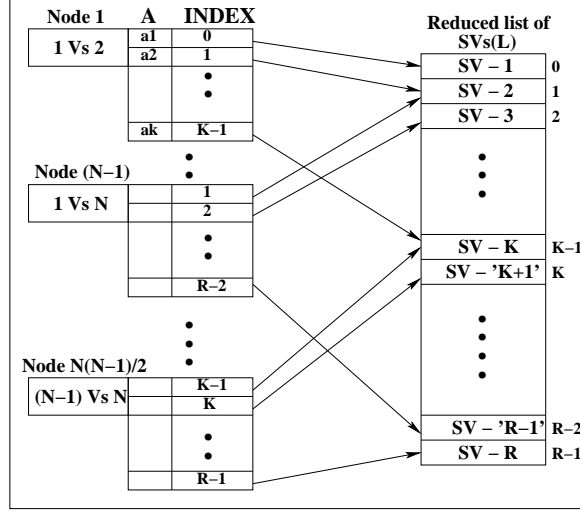 Node 1 A INDEX
1 Vs 2
a1 0
a2 1
ak K−1
Node (N−1)
1 Vs N
1
2
R−2
Node N(N−1)/2
(N−1) Vs N
K−1
K
R−1
Reduced list of
SVs(L)
SV − 1 0
SV − 2 1
SV − 3 2
SV − K K−1
SV − 'K+1' K
SV − 'R−1' R−2
SV − R R−1